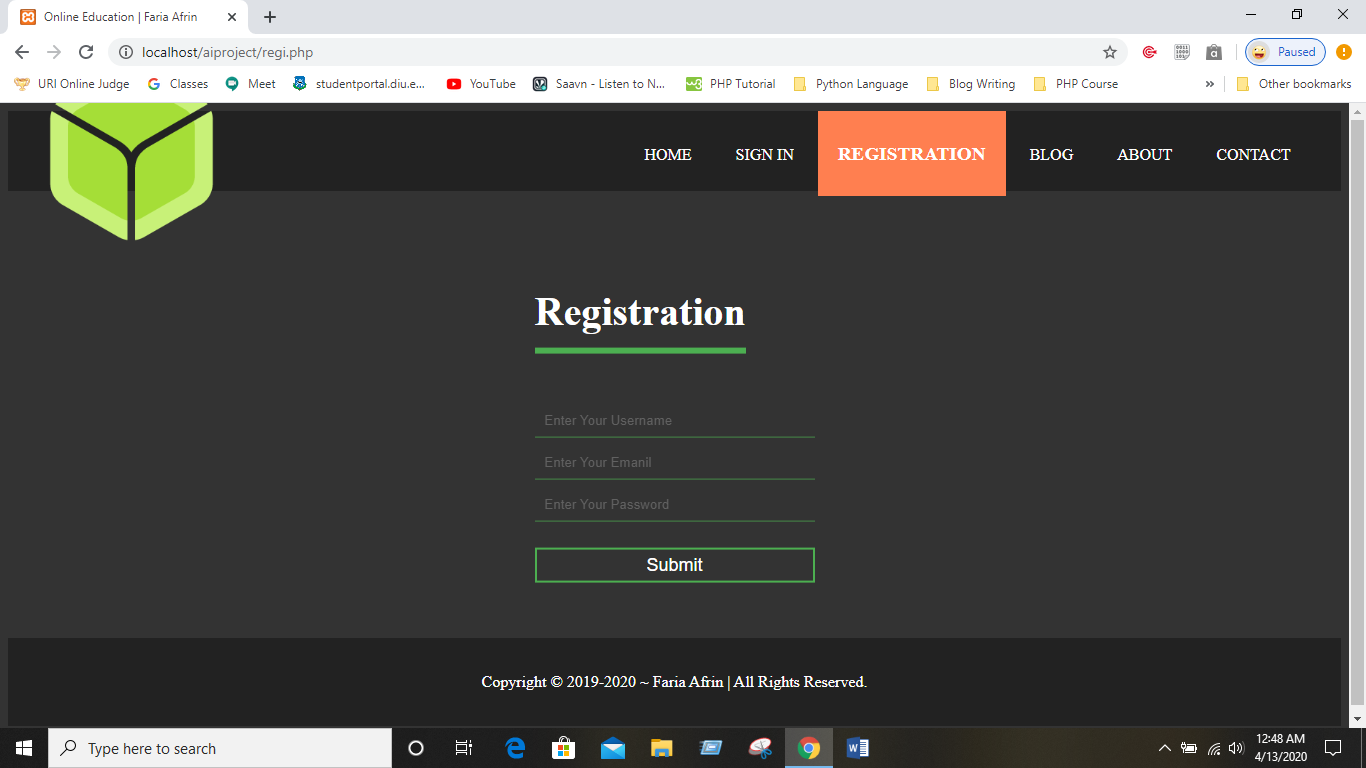 Online Education | Faria Afrin
localhost/aiproject/regi.php
Paused
URI Online Judge Classes Meet studentportal.diu.e... YouTube Saavn - Listen to N... PHP Tutorial Python Language Blog Writing PHP Course » Other bookmarks
HOME SIGN IN REGISTRATION BLOG ABOUT CONTACT
Registration
Enter Your Username
Enter Your Emanil
Enter Your Password
Submit
Copyright © 2019-2020 ~ Faria Afrin | All Rights Reserved.
Type here to search
12:48 AM
4/13/2020